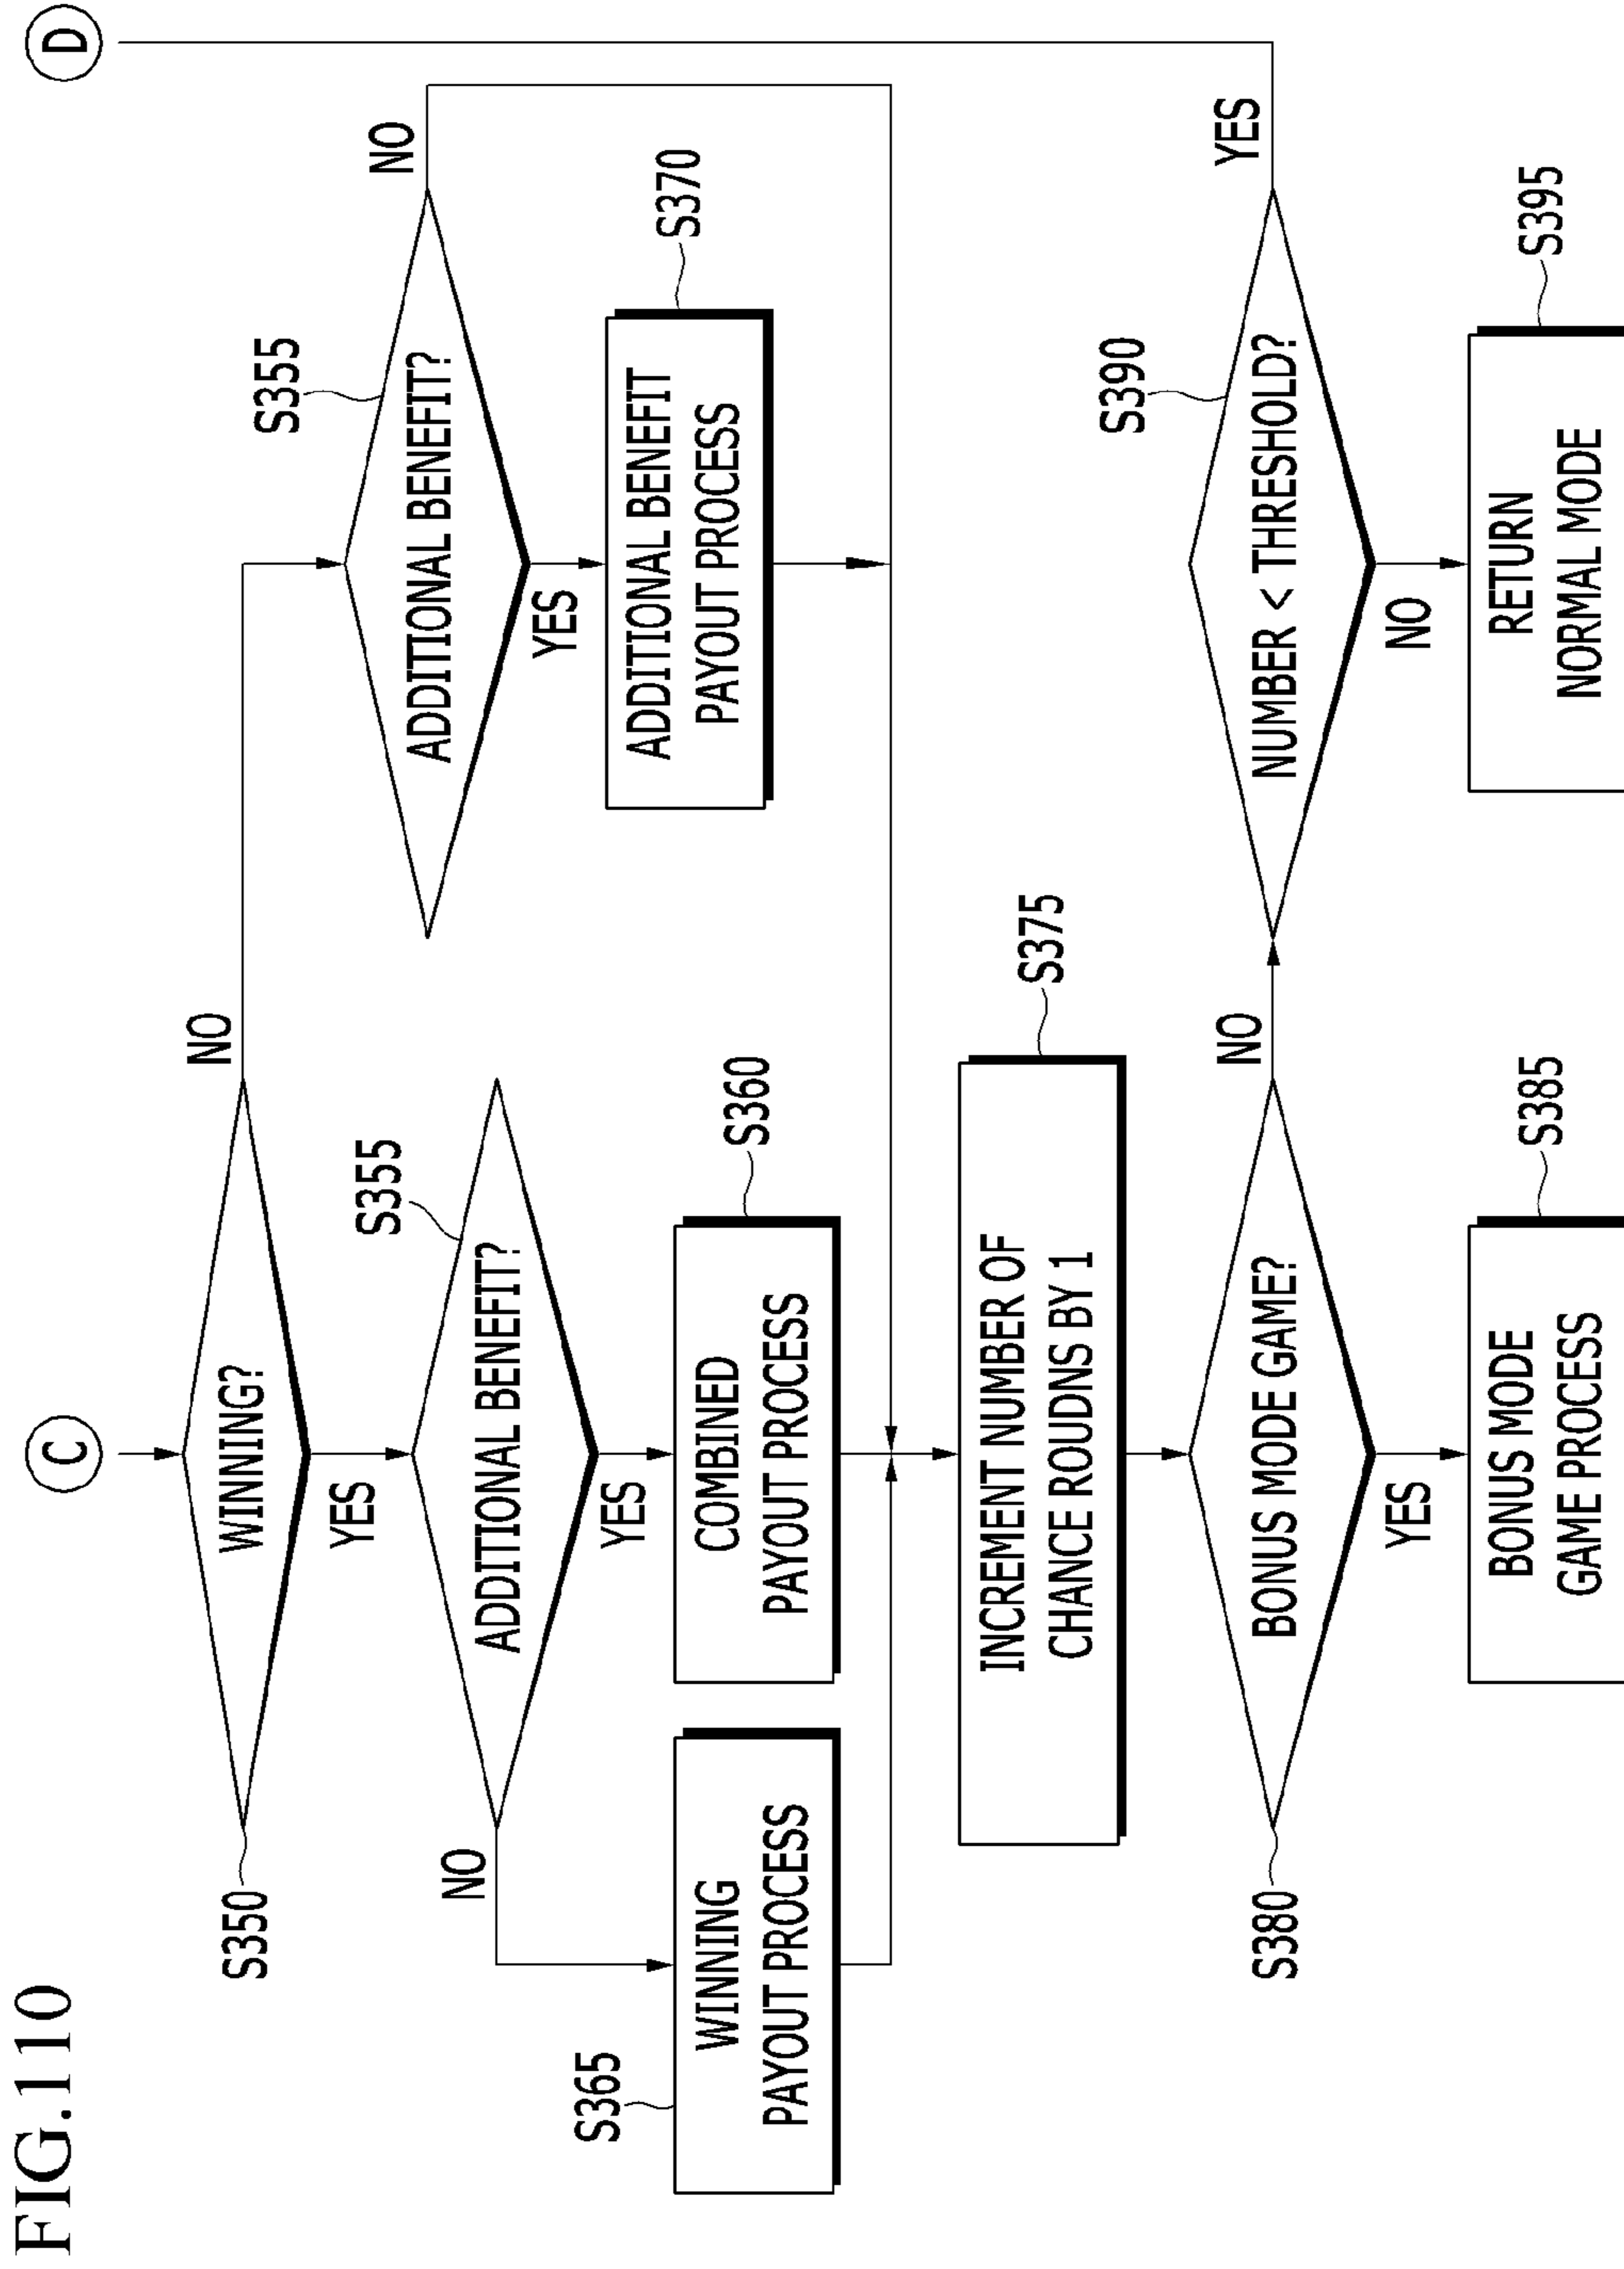 FIG.110
C
D
S350
WINNING?
NO
YES
S355
ADDITIONAL BENEFIT?
NO
YES
S355
ADDITIONAL BENEFIT?
NO
YES
S365
WINNING
PAYOUT PROCESS
S360
COMBINED
PAYOUT PROCESS
S370
ADDITIONAL BENEFIT
PAYOUT PROCESS
S375
INCREMENT NUMBER OF
CHANCE ROUDNS BY 1
S380
BONUS MODE GAME?
NO
YES
S390
NUMBER < THRESHOLD?
YES
NO
S385
BONUS MODE
GAME PROCESS
S395
RETURN
NORMAL MODE